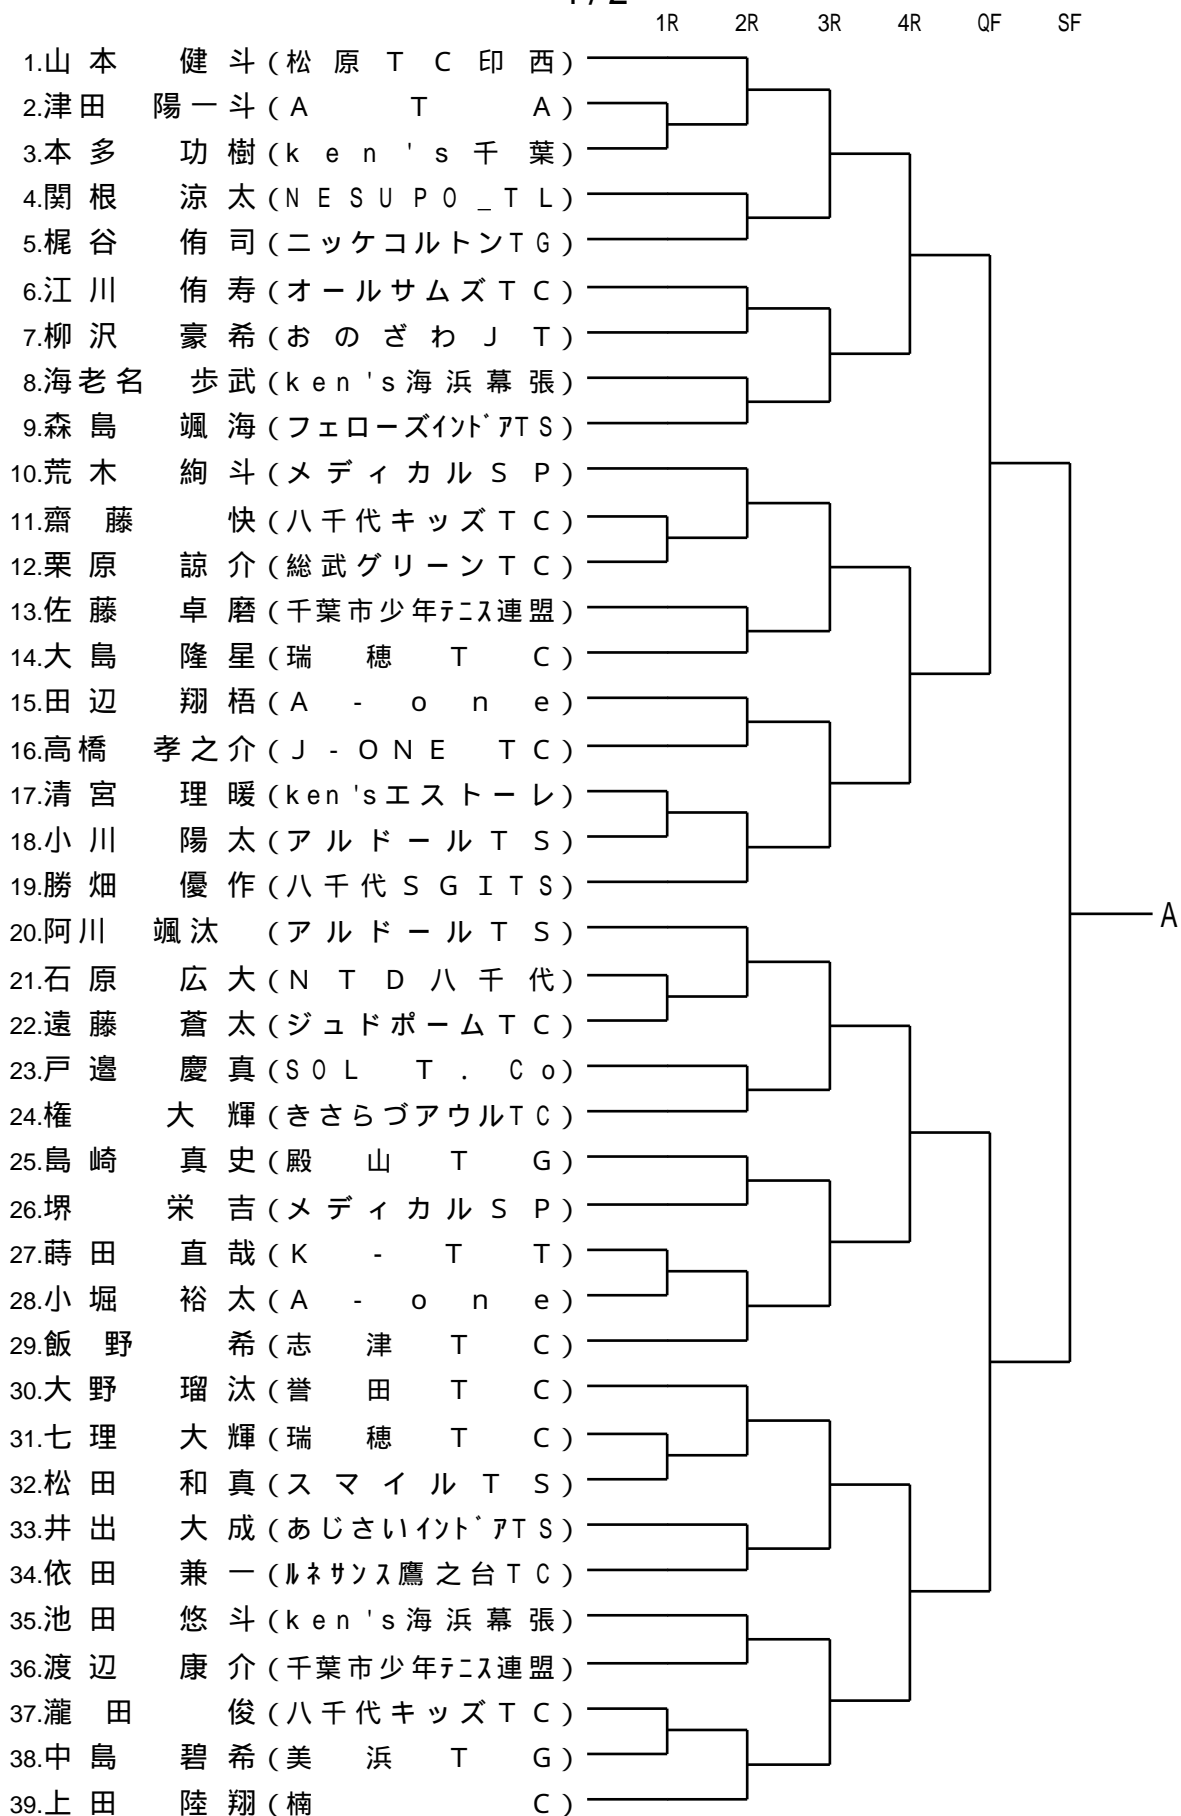 1R 2R 3R 4R QF SF
1.山本 健斗(松原TC印西)
2.津田 陽一斗(ATA)
3.本多 功樹(ken's千葉)
4.関根 涼太(NESUPO_TL)
5.梶谷 侑司(ニッケコルトンTG)
6.江川 侑寿(オールサムズTC)
7.柳沢 豪希(おのざわJT)
8.海老名 歩武(ken's海浜幕張)
9.森島 颯海(フェローズインドアTS)
10.荒木 絢斗(メディカルSP)
11.齋藤 快(八千代キッズTC)
12.栗原 諒介(総武グリーンTC)
13.佐藤 卓磨(千葉市少年テニス連盟)
14.大島 隆星(瑞穂TC)
15.田辺 翔梧(A-one)
16.高橋 孝之介(J-ONE TC)
17.清宮 理暖(ken'sエストーレ)
18.小川 陽太(アルドールTS)
19.勝畑 優作(八千代SGITS)
20.阿川 颯汰(アルドールTS)
A
21.石原 広大(NTD八千代)
22.遠藤 蒼太(ジュドポームTC)
23.戸邉 慶真(SOL T.Co)
24.権 大輝(きさらづアウルTC)
25.島崎 真史(殿山TG)
26.堺 栄吉(メディカルSP)
27.蒔田 直哉(K-TT)
28.小堀 裕太(A-one)
29.飯野 希(志津TC)
30.大野 瑠汰(誉田TC)
31.七理 大輝(瑞穂TC)
32.松田 和真(スマイルTS)
33.井出 大成(あじさいインドアTS)
34.依田 兼一(ルネサンス鷹之台TC)
35.池田 悠斗(ken's海浜幕張)
36.渡辺 康介(千葉市少年テニス連盟)
37.瀧田 俊(八千代キッズTC)
38.中島 碧希(美浜TG)
39.上田 陸翔(楠C)